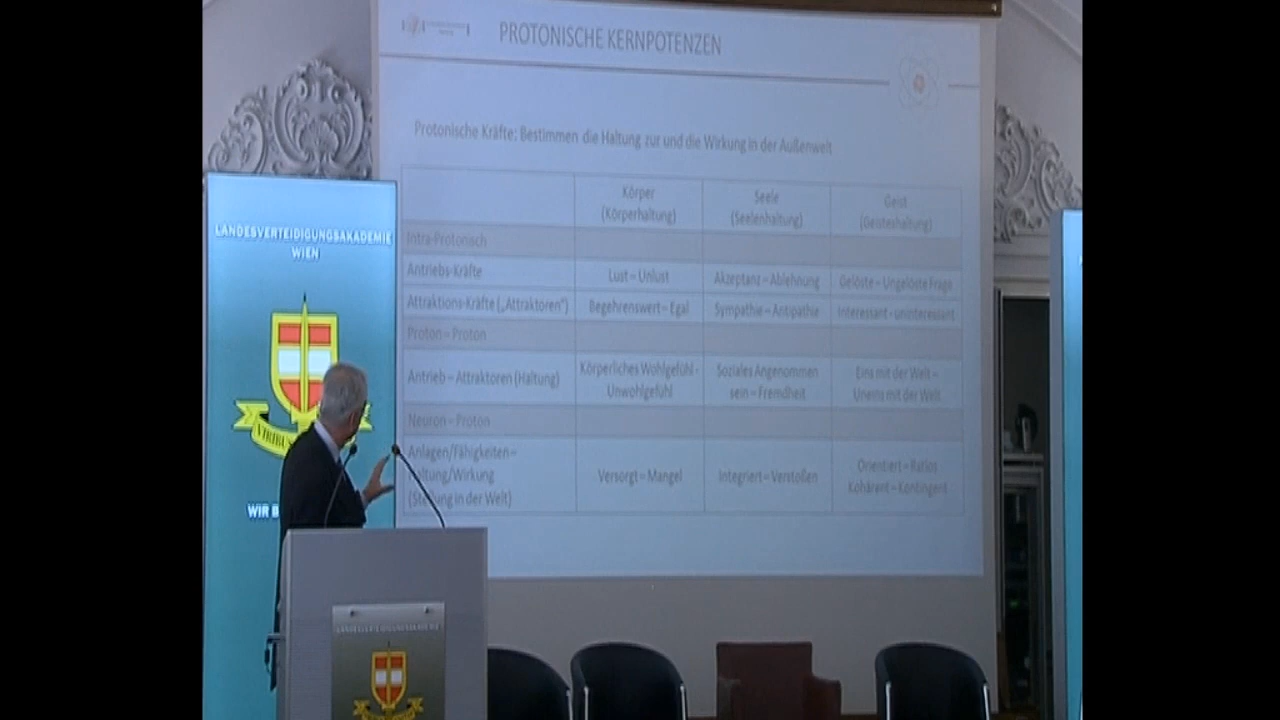 PROTONISCHE KERNPOTENZEN
Protonische Kräfte: Bestimmen die Haltung zur und die Wirkung in der Außenwelt
Körper
(Körperhaltung)
Seele
(Seelenhaltung)
Geist
(Geisteshaltung)
Intra-Protonisch
Antriebs-Kräfte
Lust – Unlust
Akzeptanz – Ablehnung
Gelöste – Ungelöste Frage
Attraktions-Kräfte („Attraktoren")
Begehrenswert – Egal
Sympathie – Antipathie
Interessant - uninteressant
Proton – Proton
Antrieb – Attraktoren (Haltung)
Körperliches Wohlgefühl -
Unwohlgefühl
Soziales Angenommen
sein – Fremdheit
Eins mit der Welt –
Uneins mit der Welt
Neuron – Proton
Anlagen/Fähigkeiten –
ltung/Wirkung
in der Welt)
Versorgt – Mangel
Integriert – Verstoßen
Orientiert – Ratlos
Kohärent – Kontingent
LANDESVERTEIDIGUNGSAKADEMIE
WIEN
VIRIBUS
WIR B
LANDESVERTEIDIGUNGSAKADEMIE